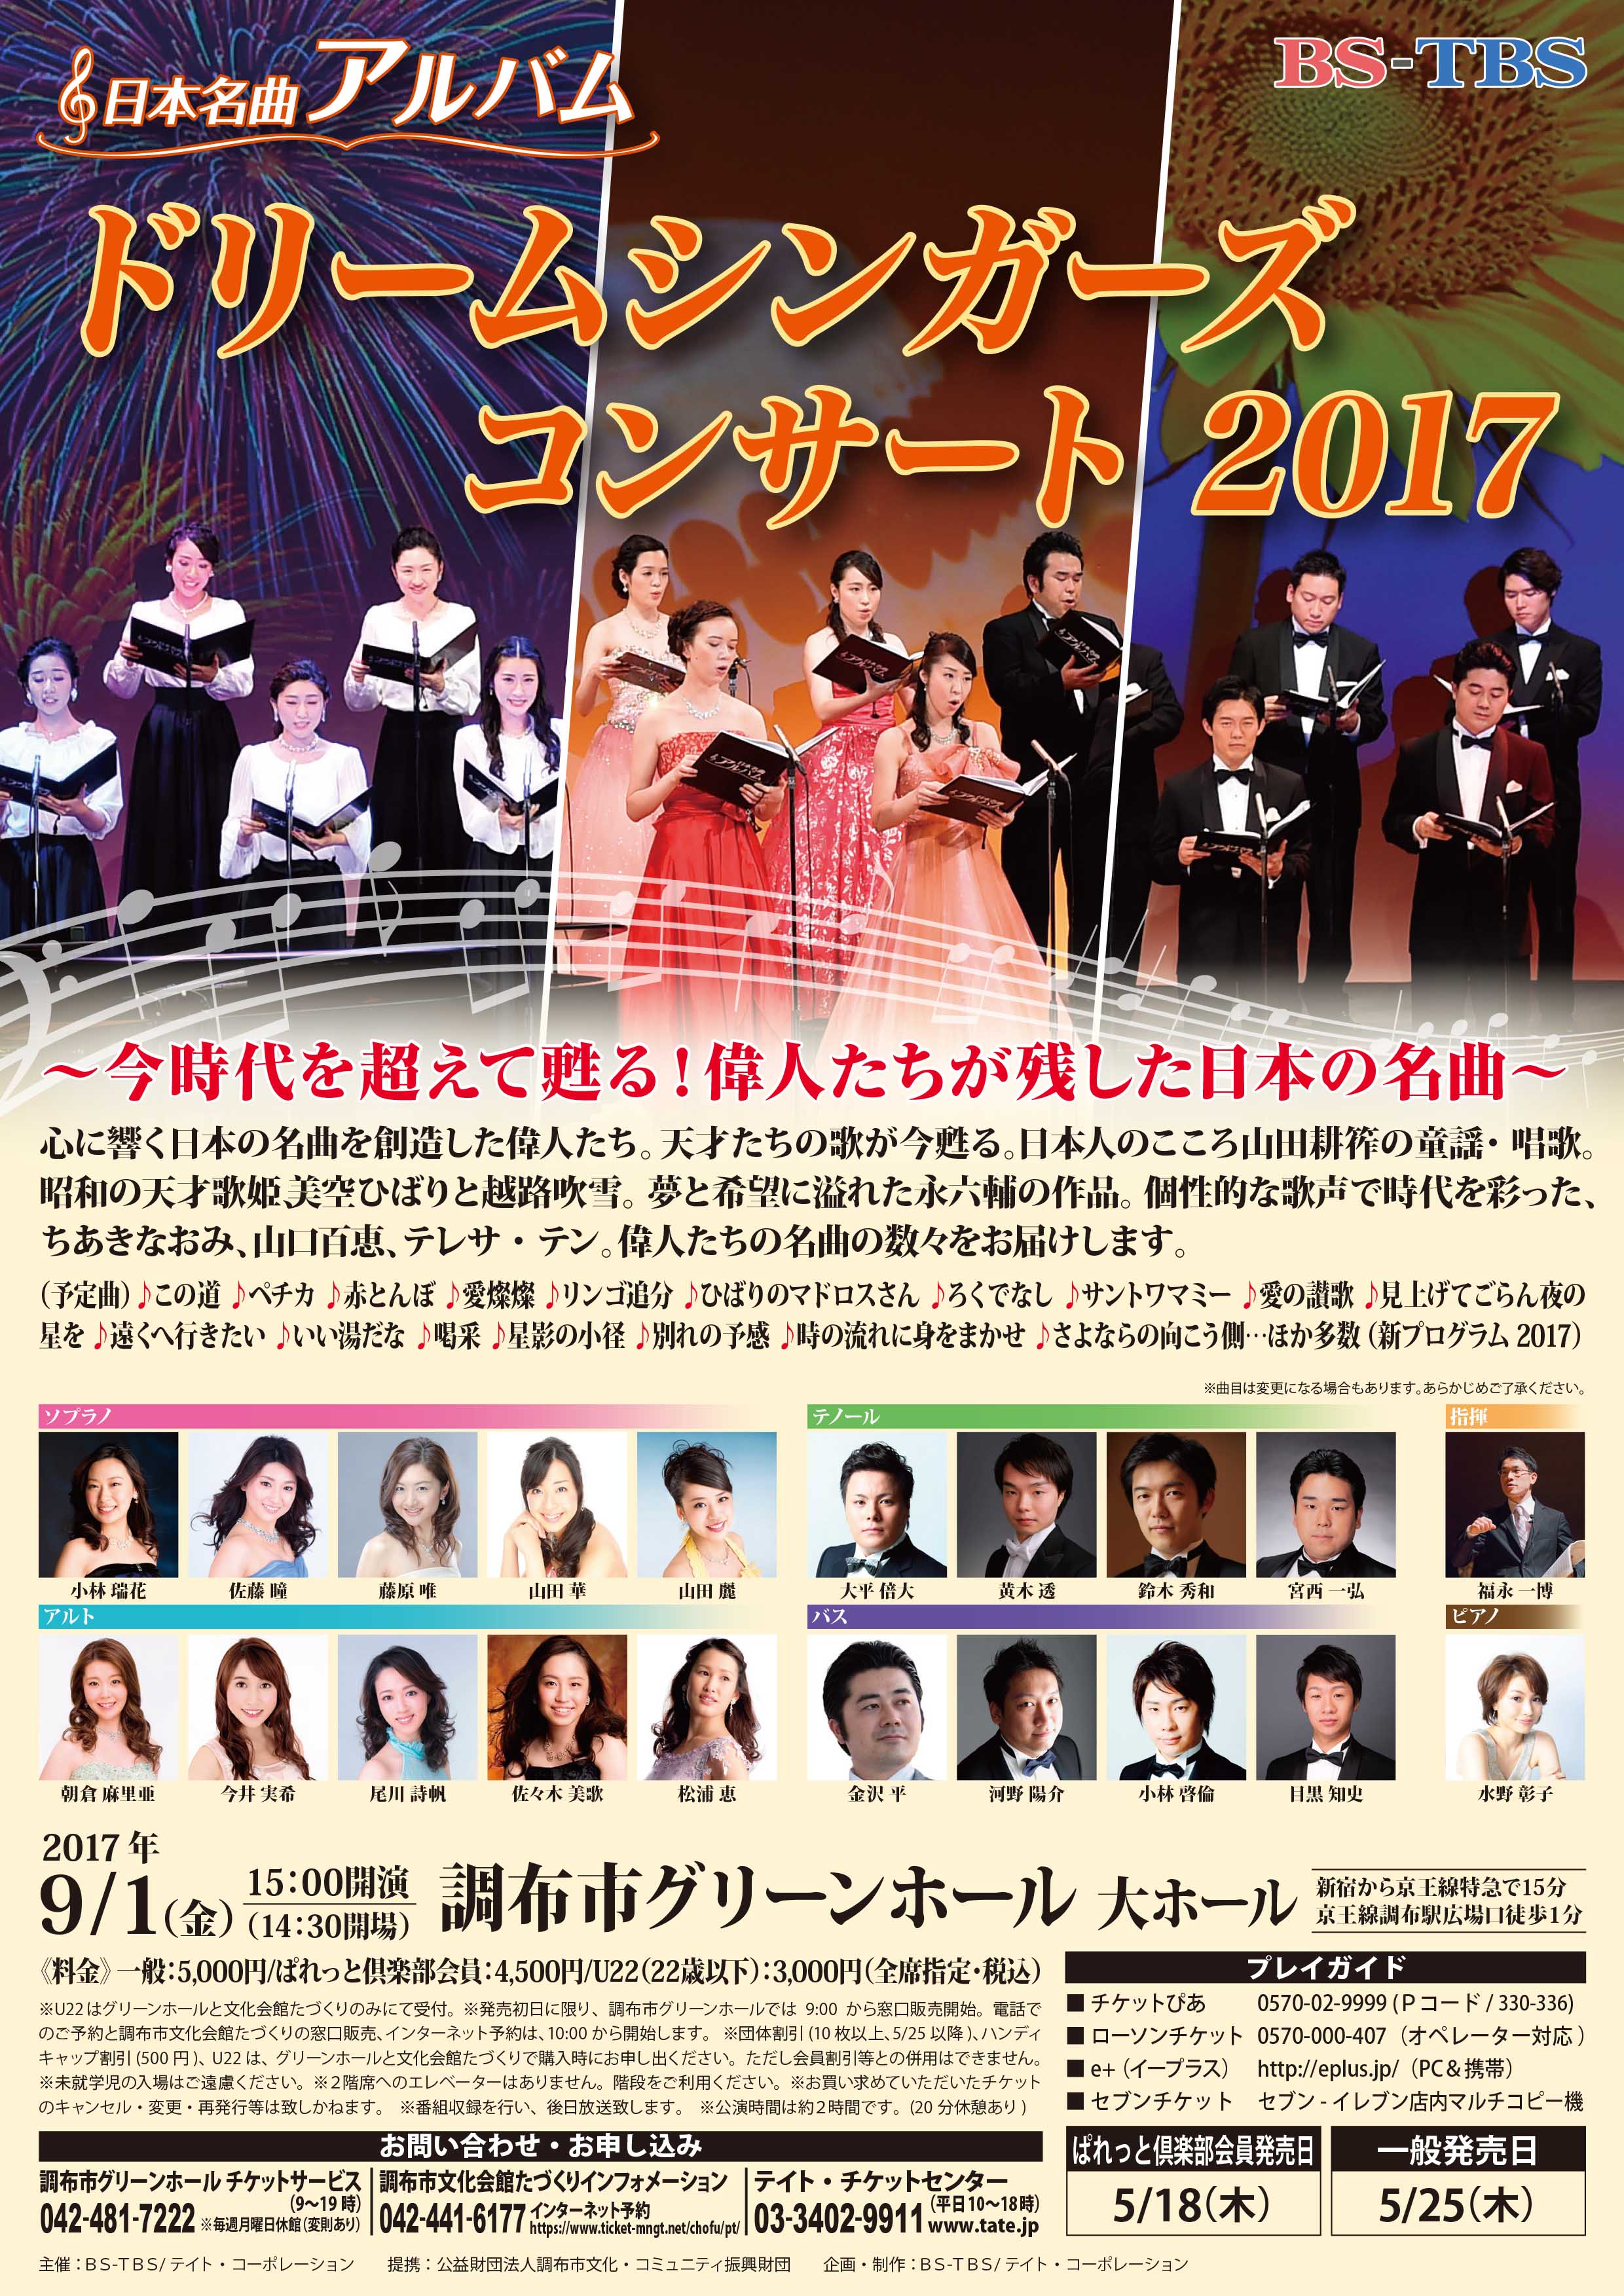 日本名曲アルバム
BS-TBS
ドリームシンガーズ
コンサート 2017
～今時代を超えて甦る！偉人たちが残した日本の名曲～
心に響く日本の名曲を創造した偉人たち。天才たちの歌が今甦る。日本人のこころ山田耕筰の童謡・唱歌。
昭和の天才歌姫、美空ひばりと越路吹雪。夢と希望に溢れた永六輔の作品。個性的な歌声で時代を彩った、
ちあきなおみ、山口百恵、テレサ・テン。偉人たちの名曲の数々をお届けします。
（予定曲）♪この道 ♪ペチカ ♪赤とんぼ ♪愛燦燦 ♪リンゴ追分 ♪ひばりのマドロスさん ♪ろくでなし ♪サントワマミー ♪愛の讃歌 ♪見上げてごらん夜の
星を ♪遠くへ行きたい ♪いい湯だな ♪喝采 ♪星影の小径 ♪別れの予感 ♪時の流れに身をまかせ ♪さよならの向こう側…ほか多数（新プログラム 2017）
※曲目は変更になる場合もあります。あらかじめご了承ください。
ソプラノ
小林 瑞花 佐藤 瞳 藤原 唯 山田 華 山田 麗
テノール
大平 倍大 黄木 透 鈴木 秀和 宮西 一弘
指揮
福永 一博
アルト
朝倉 麻里亜 今井 実希 尾川 詩帆 佐々木 美歌 松浦 恵
バス
金沢 平 河野 陽介 小林 啓倫 目黒 知史
ピアノ
水野 彰子
2017 年
9/1（金）
15：00開演
（14：30開場）
調布市グリーンホール 大ホール
新宿から京王線特急で15分
京王線調布駅広場口徒歩1分
《料金》一般：5,000円/ぱれっと倶楽部会員：4,500円/U22（22歳以下）：3,000円（全席指定・税込）
※U22はグリーンホールと文化会館たづくりのみにて受付。※発売初日に限り、調布市グリーンホールでは 9:00 から窓口販売開始。電話で
のご予約と調布市文化会館たづくりの窓口販売、インターネット予約は、10:00 から開始します。 ※団体割引（10 枚以上、5/25 以降）、ハンディ
キャップ割引（500 円）、U22 は、グリーンホールと文化会館たづくりで購入時にお申し出ください。ただし会員割引等との併用はできません。
※未就学児の入場はご遠慮ください。※２階席へのエレベーターはありません。階段をご利用ください。※お買い求めていただいたチケット
のキャンセル・変更・再発行等は致しかねます。 ※番組収録を行い、後日放送致します。 ※公演時間は約２時間です。（20 分休憩あり）
プレイガイド
■ チケットぴあ 0570-02-9999（P コード / 330-336）
■ ローソンチケット 0570-000-407（オペレーター対応）
■ e+（イープラス） http://eplus.jp/（PC＆携帯）
■ セブンチケット セブン - イレブン店内マルチコピー機
お問い合わせ・お申し込み
調布市グリーンホール チケットサービス
042-481-7222
（9～19 時）
※毎週月曜日休館（変則あり）
調布市文化会館たづくりインフォメーション
042-441-6177
インターネット予約
https://www.ticket-mngt.net/chofu/pt/
テイト・チケットセンター
03-3402-9911
（平日10～18時）
www.tate.jp
ぱれっと倶楽部会員発売日
5/18（木）
一般発売日
5/25（木）
主催：BS-TBS/ テイト・コーポレーション 提携：公益財団法人調布市文化・コミュニティ振興財団 企画・制作：BS-TBS/ テイト・コーポレーション